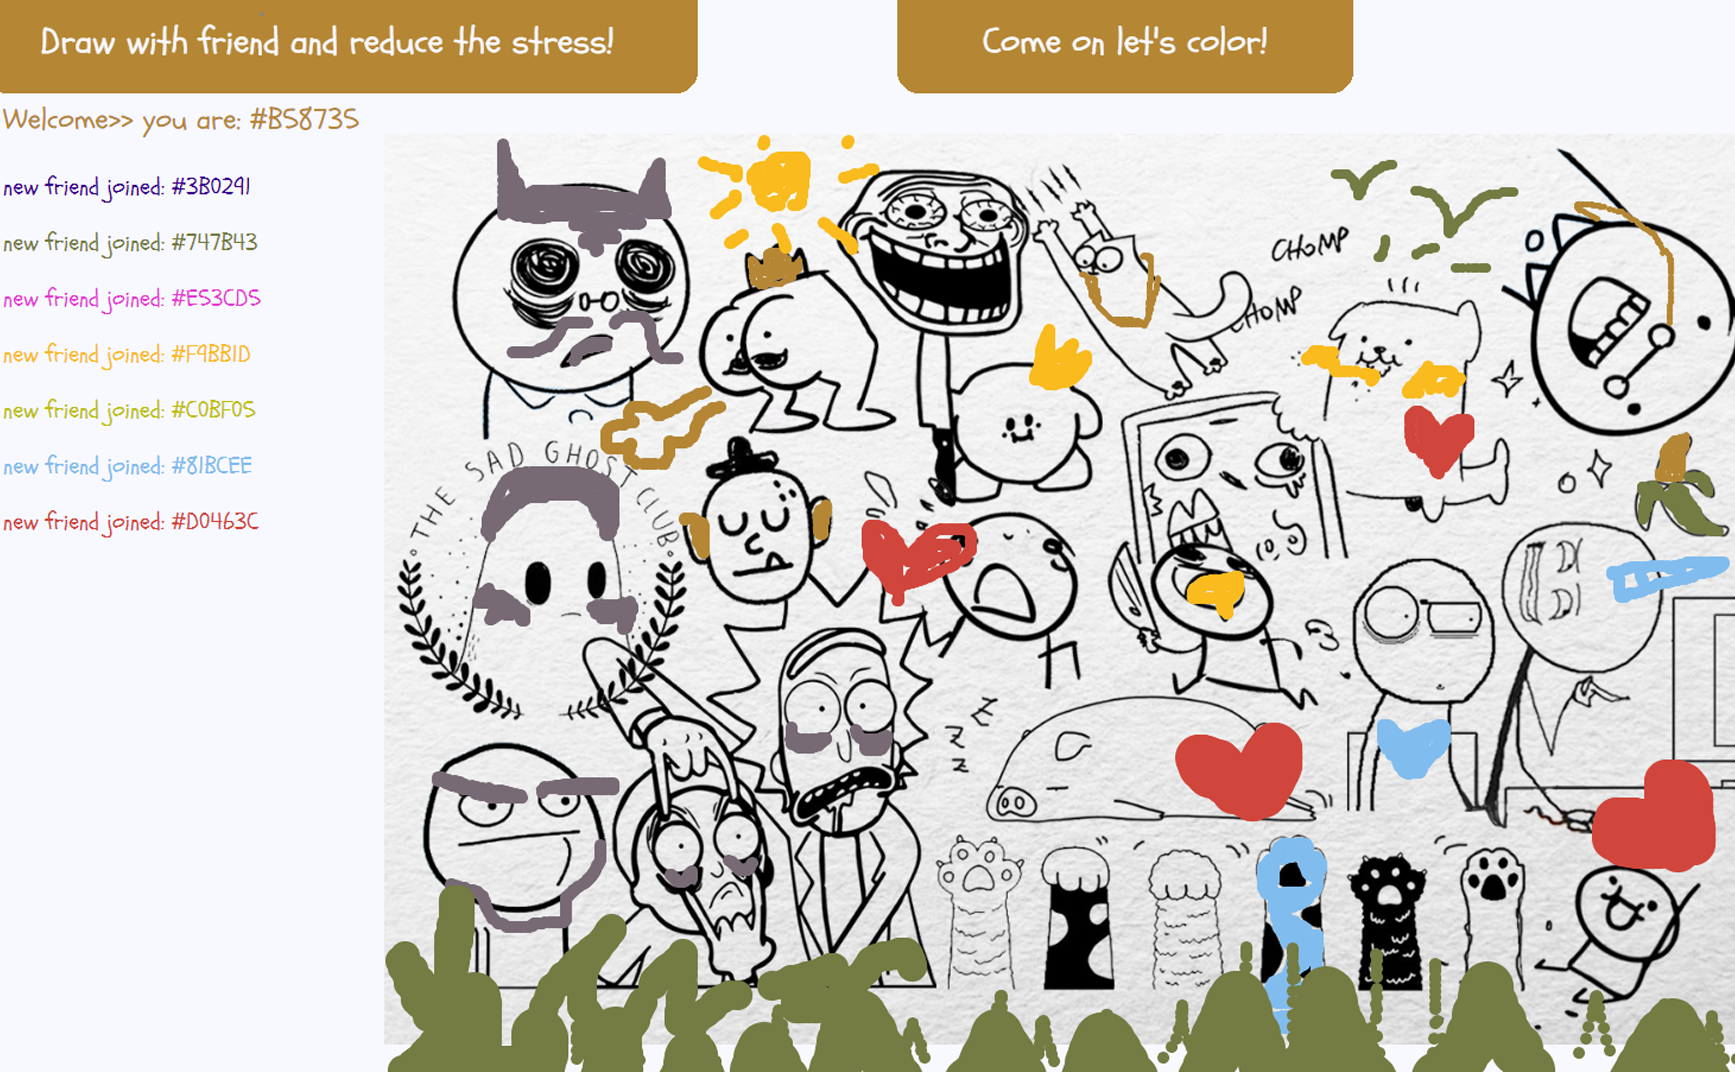 Draw with friend and reduce the stress!
Come on let's color!
Welcome>> you are: #B5873S
new friend joined: #3B0291
new friend joined: #747B43
new friend joined: #E53CD5
new friend joined: #F9BB1D
new friend joined: #C0BF05
new friend joined: #81BCEE
new friend joined: #D0463C
CHOMP
CHOMP
THE SAD GHOST CLUB
Z
Z
Z